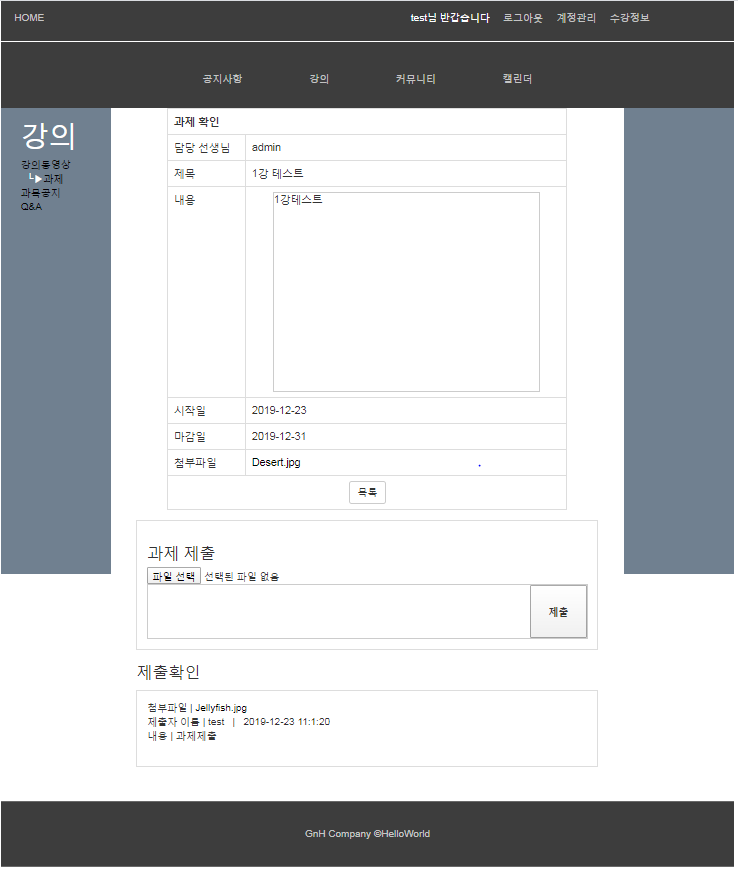 HOME test님 반갑습니다 로그아웃 계정관리 수강정보
공지사항 강의 커뮤니티 캘린더
강의
강의동영상
┗▶과제
과목공지
Q&A
과제 확인
담당 선생님 admin
제목 1강 테스트
내용 1강테스트
시작일 2019-12-23
마감일 2019-12-31
첨부파일 Desert.jpg
목록
과제 제출
파일 선택 선택된 파일 없음
제출
제출확인
첨부파일 | Jellyfish.jpg
제출자 이름 | test | 2019-12-23 11:1:20
내용 | 과제제출
GnH Company ©HelloWorld